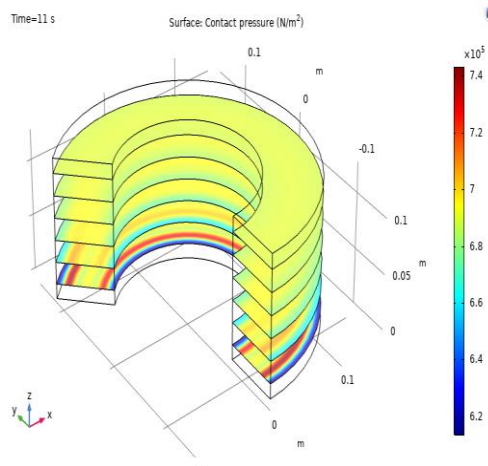 Time=11 s
Surface: Contact pressure (N/m²)
×10⁵
0.1
m
0
-0.1
0.1
m
0.05
0
0.1
0
m
7.4
7.2
7
6.8
6.6
6.4
6.2
z
y
x